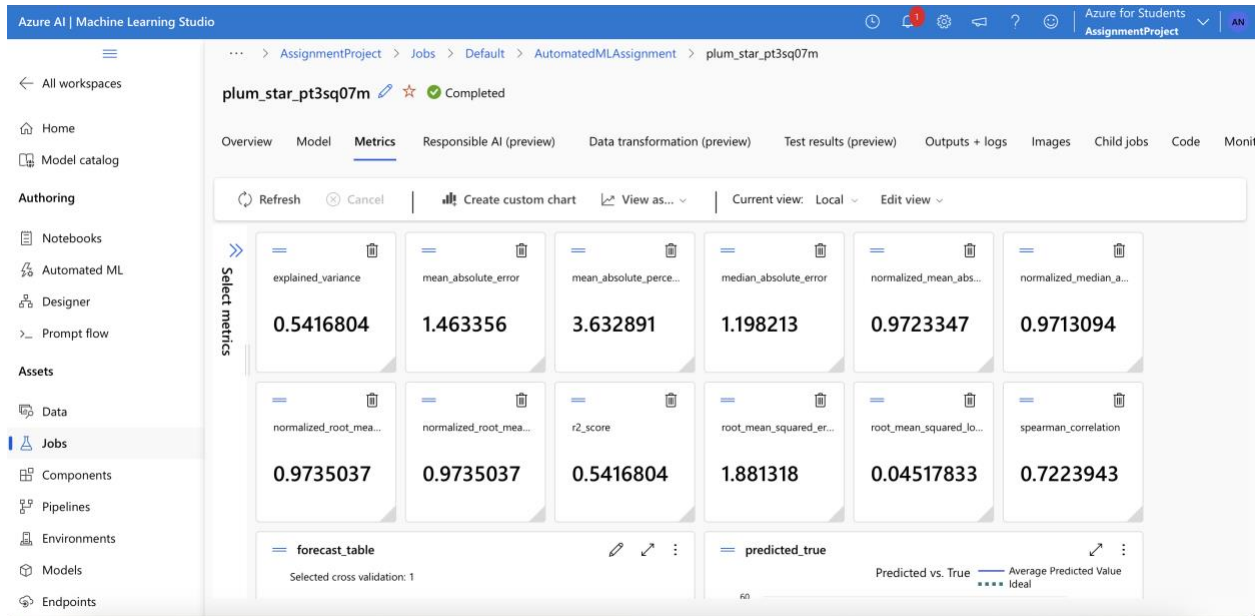 Azure AI | Machine Learning Studio
1
Azure for Students
AssignmentProject
AN
All workspaces
Home
Model catalog
Authoring
Notebooks
Automated ML
Designer
Prompt flow
Assets
Data
Jobs
Components
Pipelines
Environments
Models
Endpoints
... > AssignmentProject > Jobs > Default > AutomatedMLAssignment > plum_star_pt3sq07m
plum_star_pt3sq07m Completed
Overview Model Metrics Responsible AI (preview) Data transformation (preview) Test results (preview) Outputs + logs Images Child jobs Code Monit
Refresh Cancel Create custom chart View as... Current view: Local Edit view
Select metrics
explained_variance
0.5416804
mean_absolute_error
1.463356
mean_absolute_perce...
3.632891
median_absolute_error
1.198213
normalized_mean_abs...
0.9723347
normalized_median_a...
0.9713094
normalized_root_mea...
0.9735037
normalized_root_mea...
0.9735037
r2_score
0.5416804
root_mean_squared_er...
1.881318
root_mean_squared_lo...
0.04517833
spearman_correlation
0.7223943
forecast_table
Selected cross validation: 1
predicted_true
Predicted vs. True
Average Predicted Value
Ideal
60